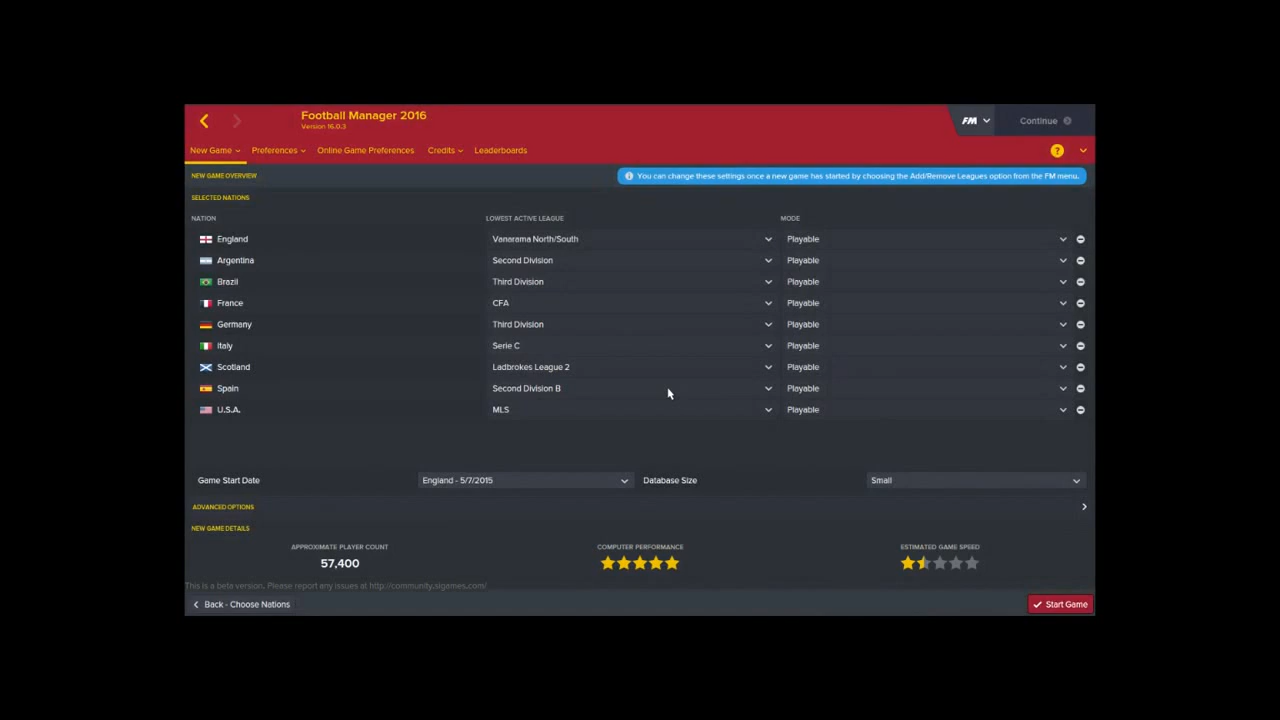 Football Manager 2016
Version 16.0.3
FM
Continue
New Game Preferences Online Game Preferences Credits Leaderboards
?
NEW GAME OVERVIEW
You can change these settings once a new game has started by choosing the Add/Remove Leagues option from the FM menu.
SELECTED NATIONS
NATION LOWEST ACTIVE LEAGUE MODE
England Vanarama North/South Playable
Argentina Second Division Playable
Brazil Third Division Playable
France CFA Playable
Germany Third Division Playable
Italy Serie C Playable
Scotland Ladbrokes League 2 Playable
Spain Second Division B Playable
U.S.A. MLS Playable
Game Start Date England - 5/7/2015 Database Size Small
ADVANCED OPTIONS
NEW GAME DETAILS
APPROXIMATE PLAYER COUNT COMPUTER PERFORMANCE ESTIMATED GAME SPEED
57,400
This is a beta version. Please report any issues at http://community.sigames.com/
Back - Choose Nations Start Game